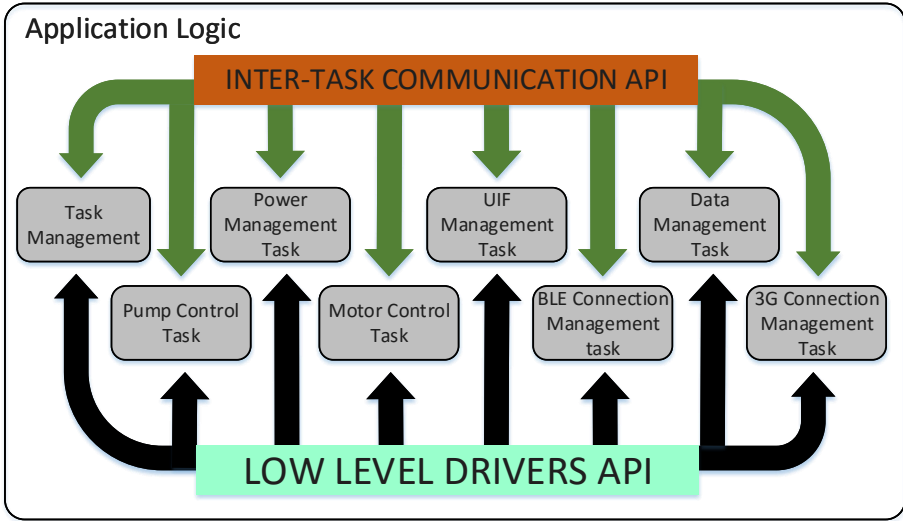 Application Logic
INTER-TASK COMMUNICATION API
Task
Management
Power
Management
Task
UIF
Management
Task
Data
Management
Task
Pump Control
Task
Motor Control
Task
BLE Connection
Management
task
3G Connection
Management
Task
LOW LEVEL DRIVERS API